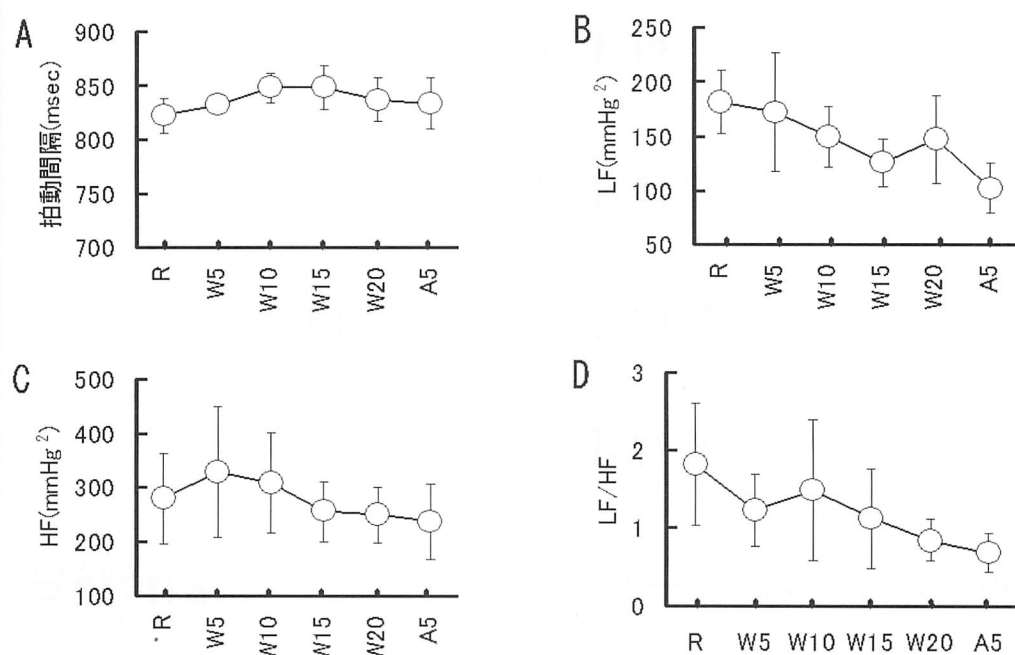 A
900
850
800
750
700
拍動間隔(msec)
R
W5
W10
W15
W20
A5
B
250
200
150
100
50
LF(mmHg²)
R
W5
W10
W15
W20
A5
C
500
400
300
200
100
HF(mmHg²)
R
W5
W10
W15
W20
A5
D
3
2
1
0
LF/HF
R W5 W10 W15 W20 A5